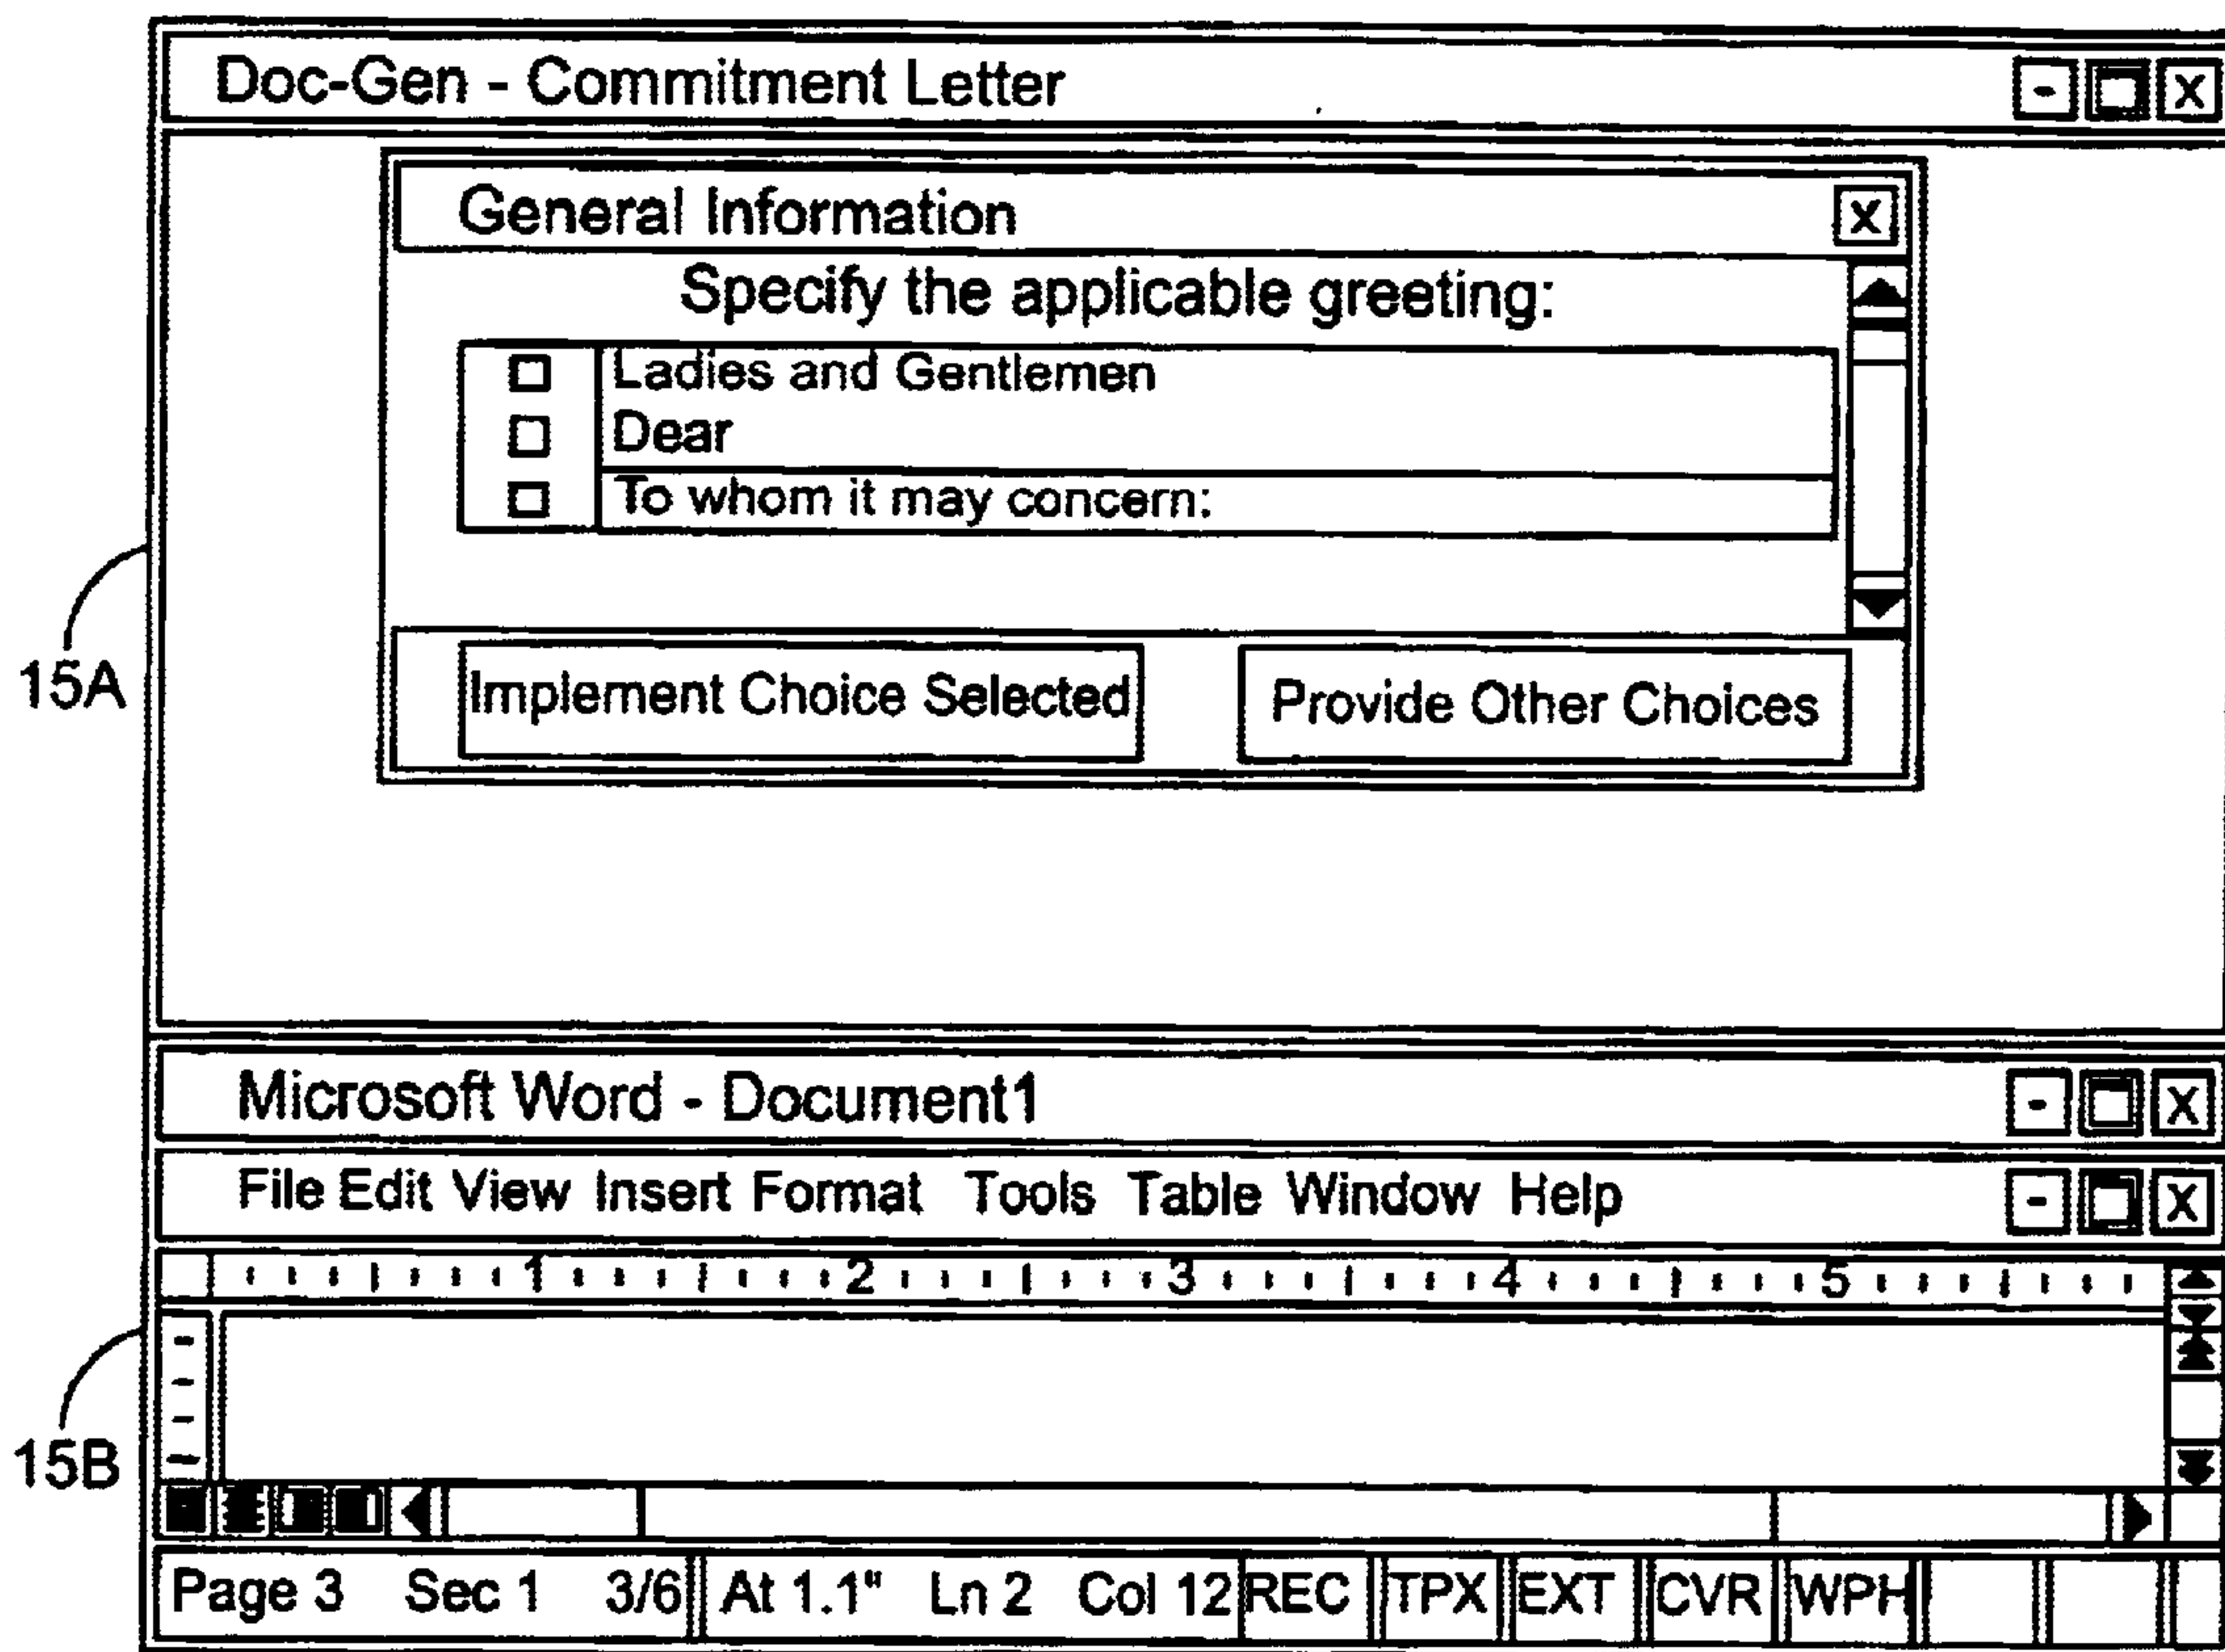 Doc-Gen - Commitment Letter - X
General Information X
Specify the applicable greeting:
Ladies and Gentlemen
Dear
To whom it may concern:
15A
Implement Choice Selected Provide Other Choices
Microsoft Word - Document1 - X
File Edit View Insert Format Tools Table Window Help - X
1 2 3 4 5
15B
Page 3 Sec 1 3/6 At 1.1" Ln 2 Col 12 REC TPX EXT CVR WPH